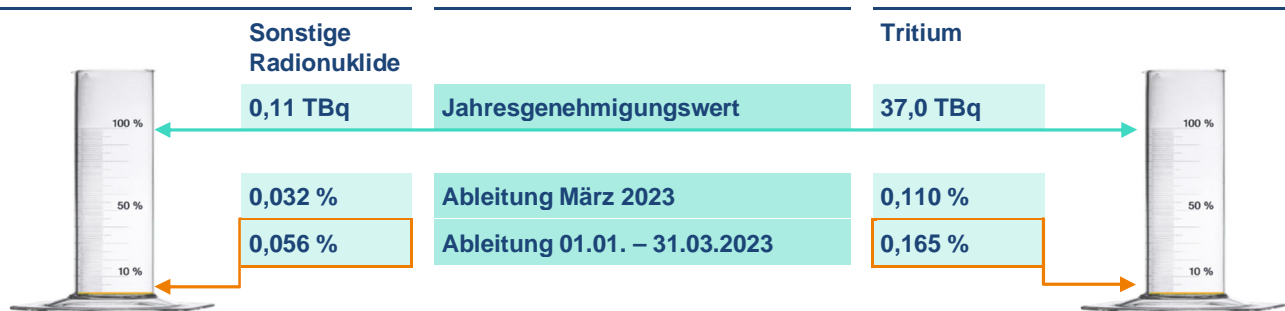 Sonstige
Radionuklide
Tritium
0,11 TBq
Jahresgenehmigungswert
37,0 TBq
100 %
100 %
0,032 %
Ableitung März 2023
0,110 %
50 %
50 %
0,056 %
Ableitung 01.01. – 31.03.2023
0,165 %
10 %
10 %